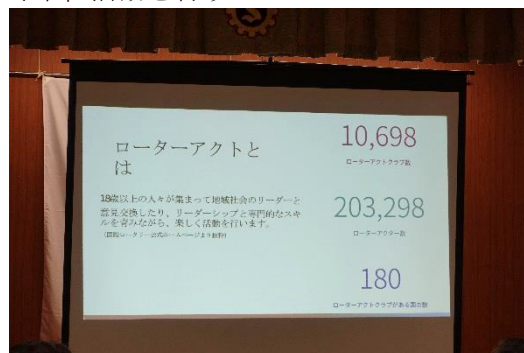 ローターアクトと
は
18歳以上の人々が集まって地域社会のリーダーと
意見交換したり、リーダーシップと専門的なスキ
ルを育みながら、楽しく活動を行います。
10,698
ローターアクトクラブ数
203,298
ローターアクター数
180
ローターアクトクラブがある国の数